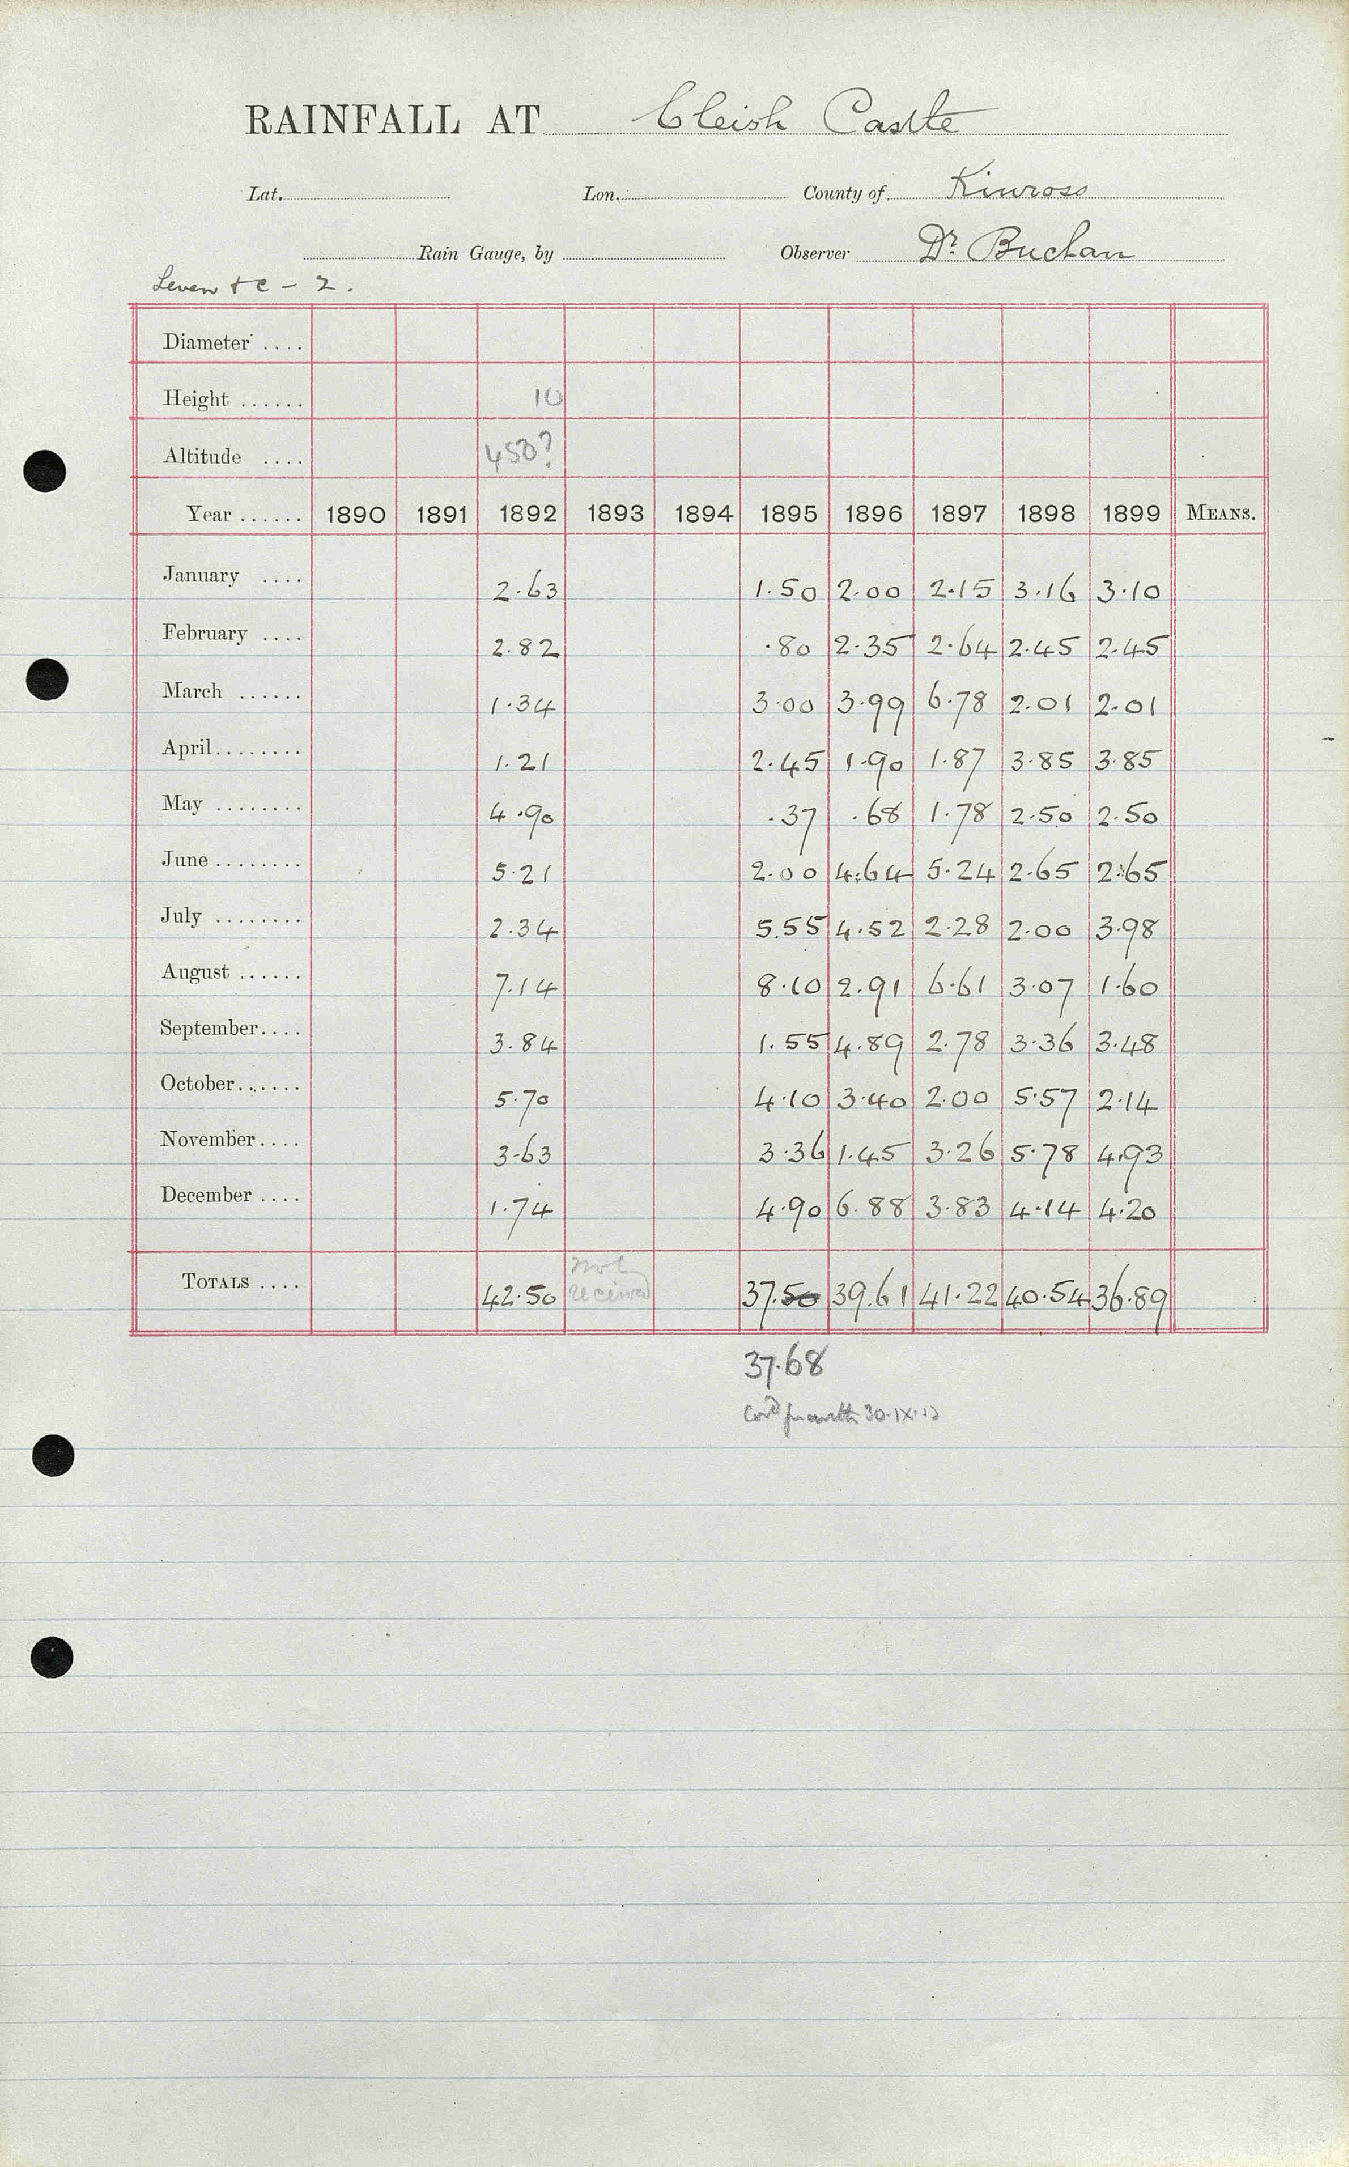 RAINFALL AT Cleish Castle
Lat. Lon. County of Kinross
Rain Gauge, by Observer Dr. Buchan
Leven & C - 2.
Diameter ....
Height ...... 10
Altitude .... 450?
Year ...... 1890 1891 1892 1893 1894 1895 1896 1897 1898 1899 MEANS.
January .... 2.63 1.50 2.00 2.15 3.16 3.10
February .... 2.82 .80 2.35 2.64 2.45 2.45
March ...... 1.34 3.00 3.99 6.78 2.01 2.01
April........ 1.21 2.45 1.90 1.87 3.85 3.85
May ........ 4.90 .37 .68 1.78 2.50 2.50
June ........ 5.21 2.00 4.64 5.24 2.65 2.65
July ........ 2.34 5.55 4.52 2.28 2.00 3.98
August ...... 7.14 8.10 2.91 6.61 3.07 1.60
September.... 3.84 1.55 4.89 2.78 3.36 3.48
October....... 5.70 4.10 3.40 2.00 5.57 2.14
November.... 3.63 3.36 1.45 3.26 5.78 4.93
December .... 1.74 4.90 6.88 3.83 4.14 4.20
TOTALS .... 42.50 Not received 37.50 39.61 41.22 40.54 36.89
37.68
30.IX.